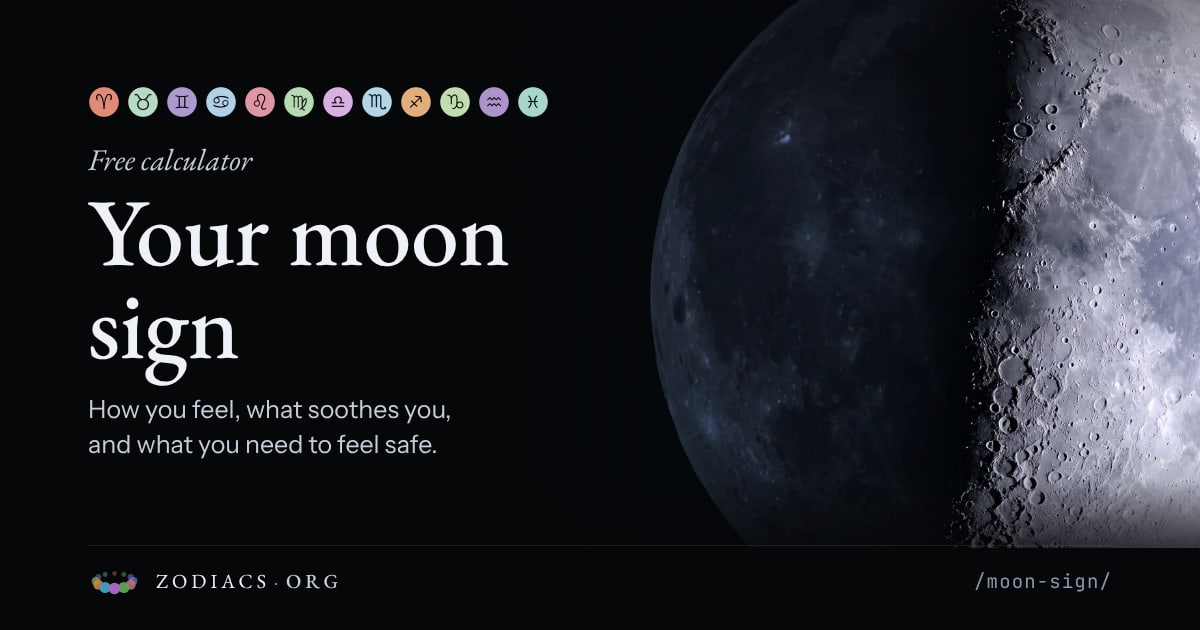 ♈ ♉ ♊ ♋ ♌ ♍ ♎ ♏ ♐ ♑ ♒ ♓
Free calculator
Your moon
sign
How you feel, what soothes you,
and what you need to feel safe.
ZODIACS·ORG
/moon-sign/